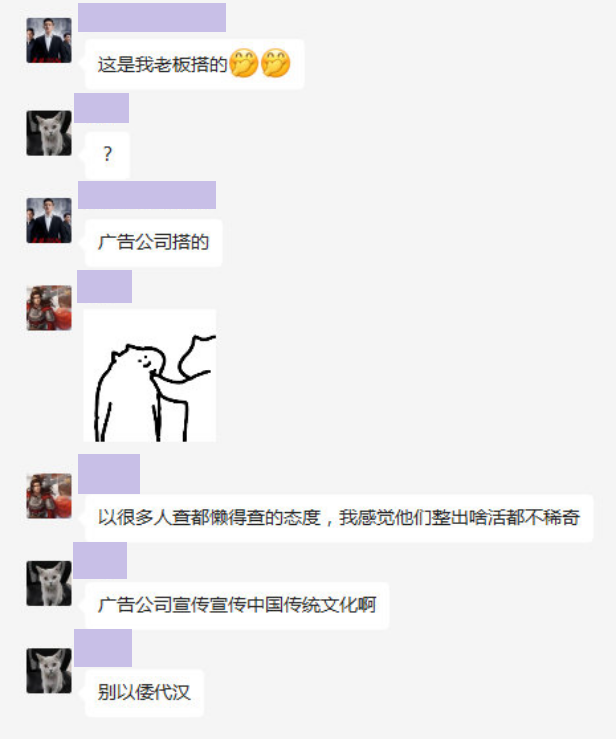 这是我老板搭的
?
广告公司搭的
以很多人查都懒得查的态度，我感觉他们整出啥活都不稀奇
广告公司宣传宣传中国传统文化啊
别以倭代汉